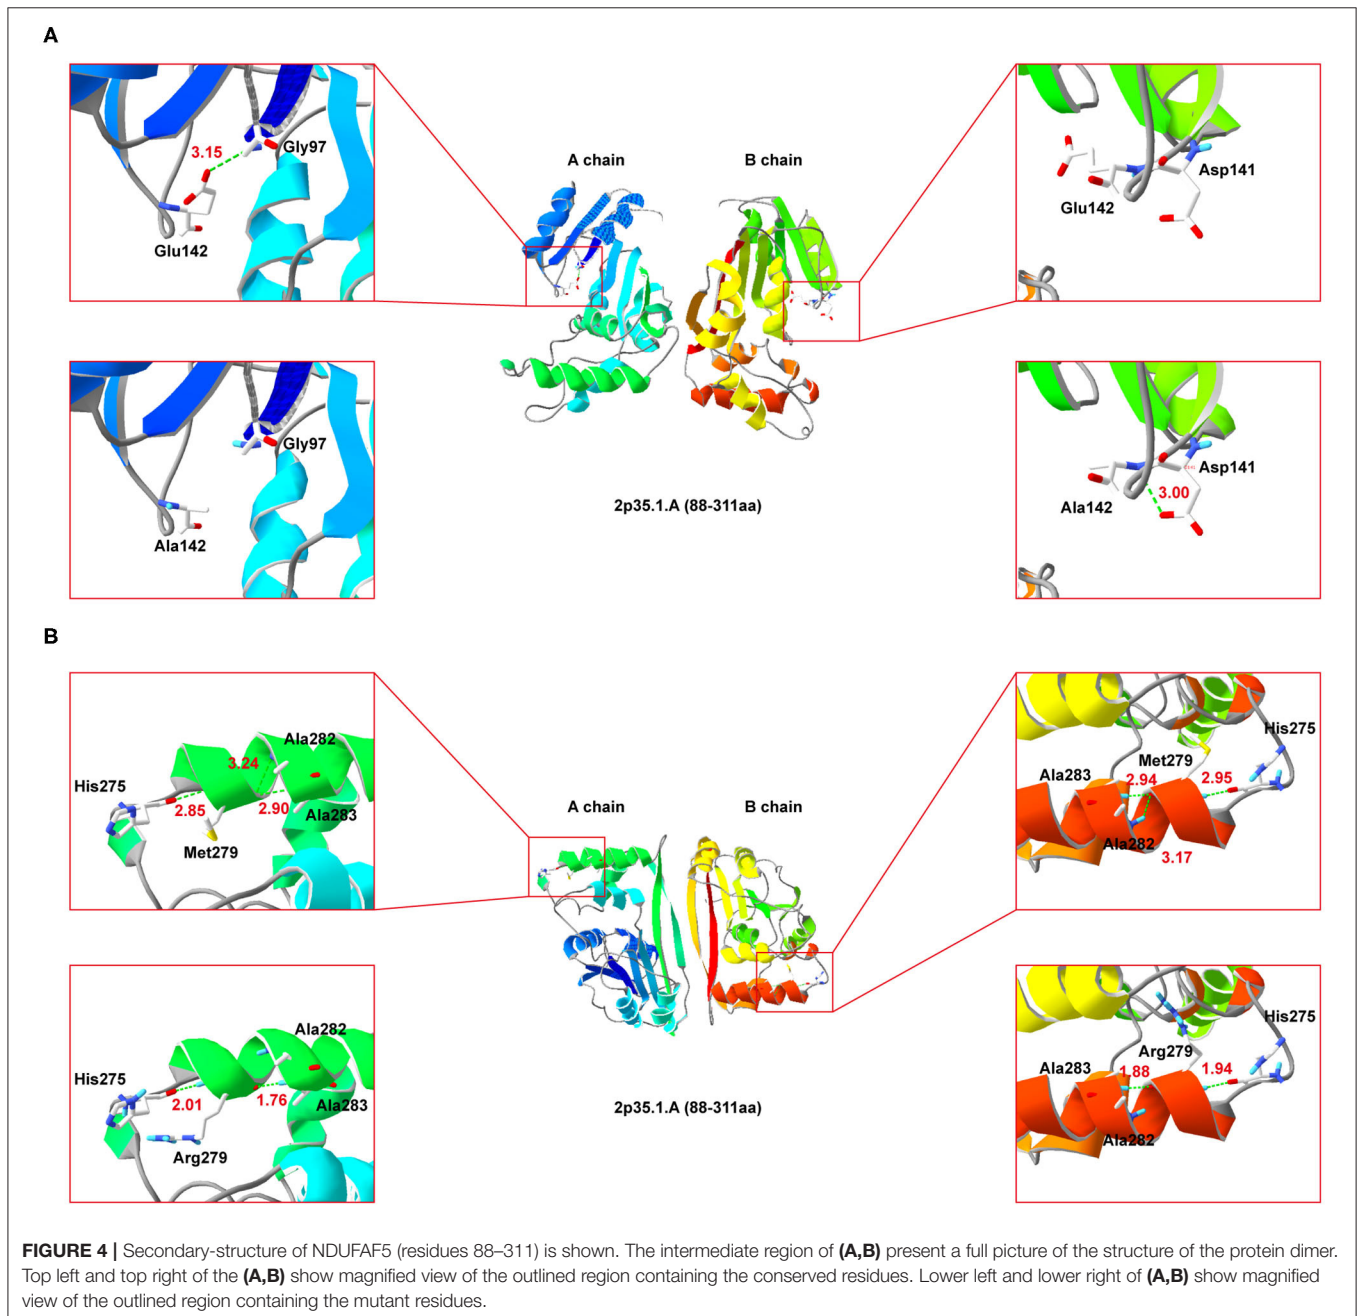 A
3.15
Gly97
Glu142
A chain
B chain
Asp141
Glu142
Gly97
Ala142
2p35.1.A (88-311aa)
Asp141
3.00
Ala142
B
Ala282
3.24
His275
2.85
2.90
Ala283
Met279
A chain
B chain
His275
Met279
Ala283
2.94
2.95
Ala282
3.17
Ala282
His275
2.01
1.76
Ala283
Arg279
2p35.1.A (88-311aa)
His275
Arg279
Ala283
1.88
1.94
Ala282
FIGURE 4 | Secondary-structure of NDUFAF5 (residues 88–311) is shown. The intermediate region of (A,B) present a full picture of the structure of the protein dimer.
Top left and top right of the (A,B) show magnified view of the outlined region containing the conserved residues. Lower left and lower right of (A,B) show magnified
view of the outlined region containing the mutant residues.